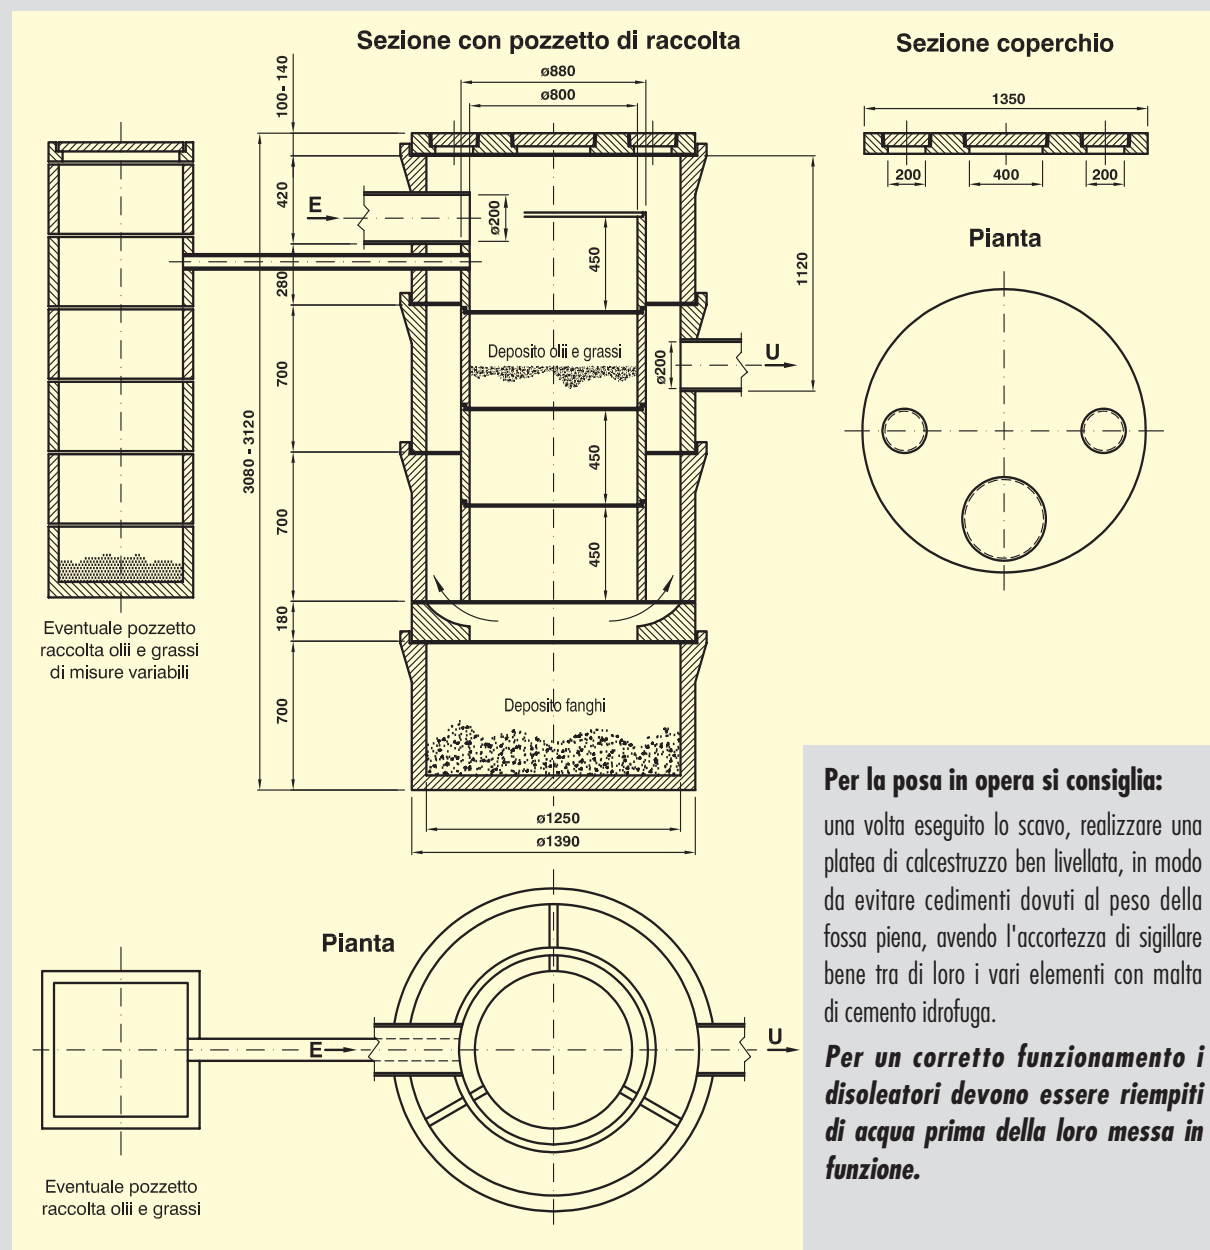 Sezione con pozzetto di raccolta
ø880
ø800
100-140
420
280
700
700
180
700
3080 - 3120
E
ø200
450
Deposito olii e grassi
ø200
U
1120
450
450
Deposito fanghi
ø1250
ø1390
Eventuale pozzetto
raccolta olii e grassi
di misure variabili
Sezione coperchio
1350
200
400
200
Pianta
Pianta
E
U
Eventuale pozzetto
raccolta olii e grassi
Per la posa in opera si consiglia:
una volta eseguito lo scavo, realizzare una
platea di calcestruzzo ben livellata, in modo
da evitare cedimenti dovuti al peso della
fossa piena, avendo l'accortezza di sigillare
bene tra di loro i vari elementi con malta
di cemento idrofuga.
Per un corretto funzionamento i
disoleatori devono essere riempiti
di acqua prima della loro messa in
funzione.